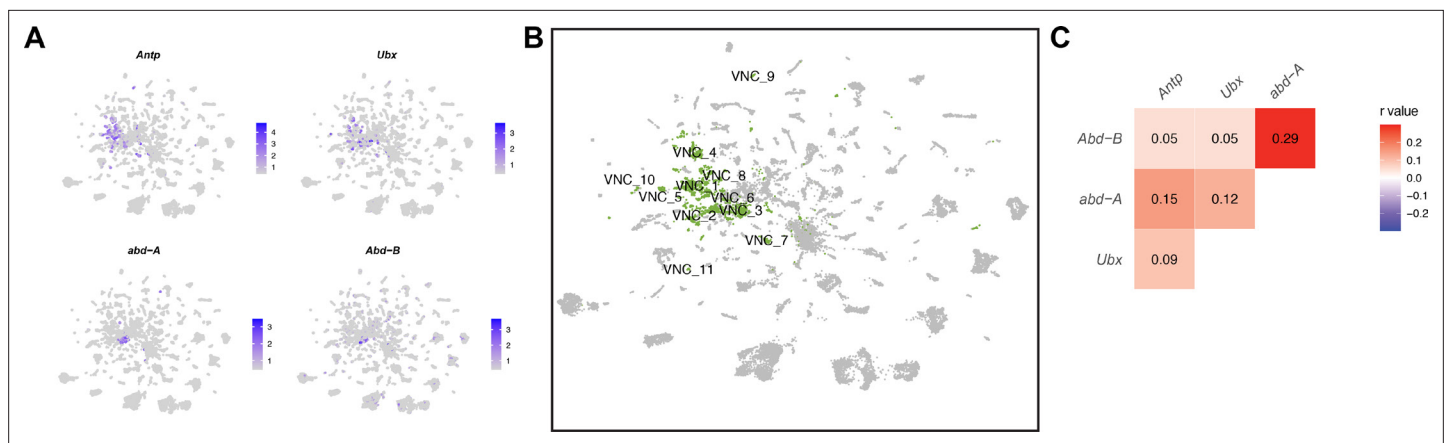 A
Antp
4
3
2
1
Ubx
3
2
1
abd−A
3
2
1
Abd−B
3
2
1
B
VNC_9
VNC_4
VNC_8
VNC_10
VNC_1
VNC_5
VNC_6
VNC_2
VNC_3
VNC_7
VNC_11
C
Antp
Ubx
abd−A
Abd−B
0.05
0.05
0.29
abd−A
0.15
0.12
Ubx
0.09
r value
0.2
0.1
0.0
−0.1
−0.2